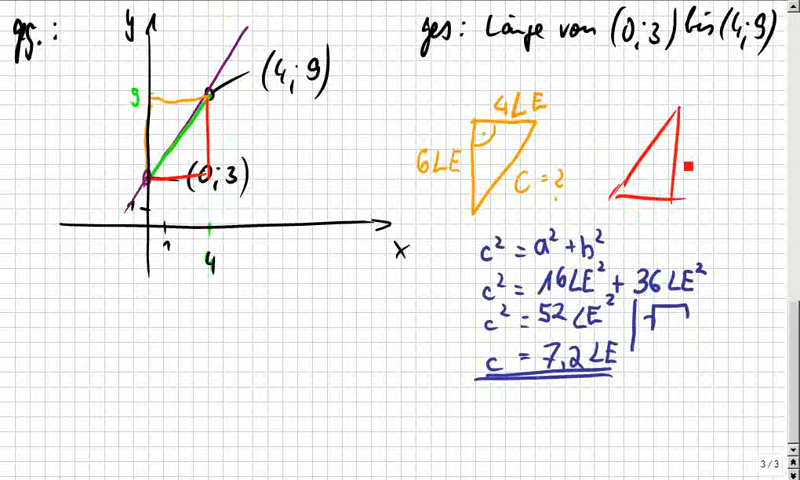 gg.:
y
1
(4; 9)
9
(0; 3)
1
1
4
x
ges: Länge von (0; 3) bis (4; 9)
4LE
6LE
C = ?
c² = a² + b²
c² = 16LE² + 36LE²
c² = 52LE² | √
c = 7,2LE
3 / 3